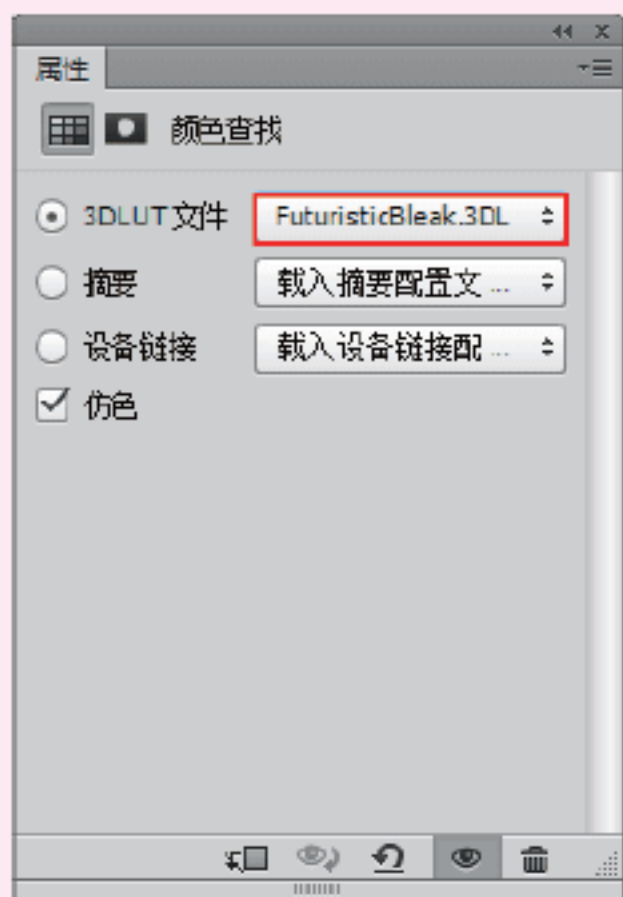 属性
颜色查找
3DLUT 文件 FuturisticBleak.3DL
摘要 载入摘要配置文 ...
设备链接 载入设备链接配 ...
仿色